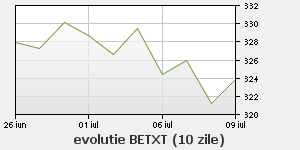 332
330
328
326
324
322
320
26 iun
01 iul
06 iul
09 iul
evolutie BETXT (10 zile)